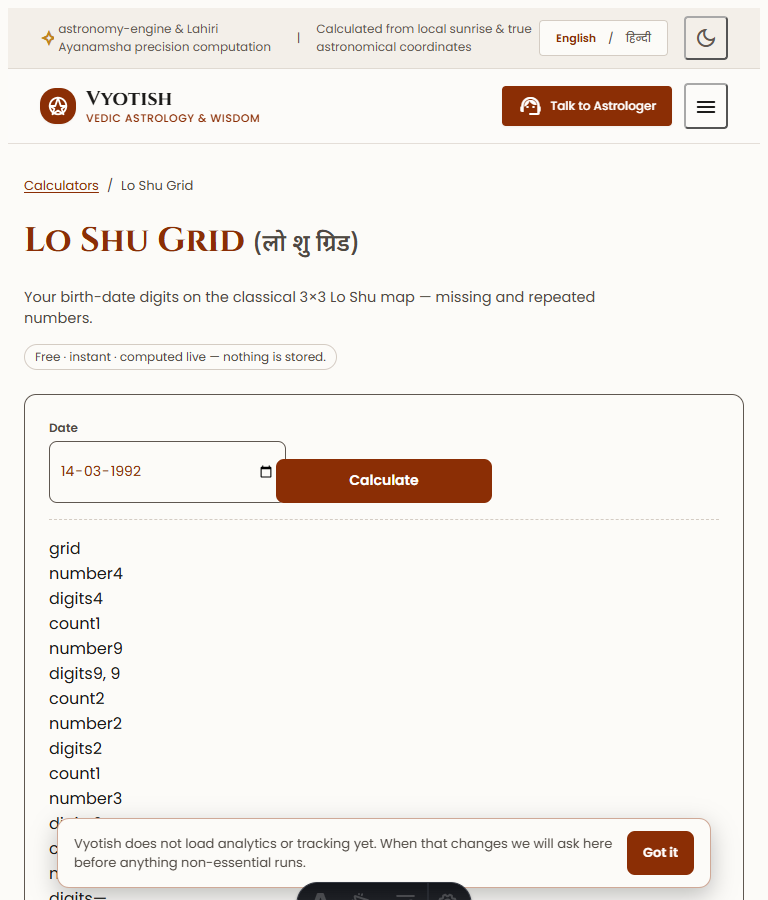 astronomy-engine & Lahiri
Ayanamsha precision computation
|
Calculated from local sunrise & true
astronomical coordinates
English / हिन्दी
Vyotish
VEDIC ASTROLOGY & WISDOM
Talk to Astrologer
Calculators / Lo Shu Grid
Lo Shu Grid (लो शु ग्रिड)
Your birth-date digits on the classical 3×3 Lo Shu map — missing and repeated
numbers.
Free · instant · computed live — nothing is stored.
Date
14-03-1992
Calculate
grid
number4
digits4
count1
number9
digits9, 9
count2
number2
digits2
count1
number3
Vyotish does not load analytics or tracking yet. When that changes we will ask here
before anything non-essential runs.
Got it
digits—